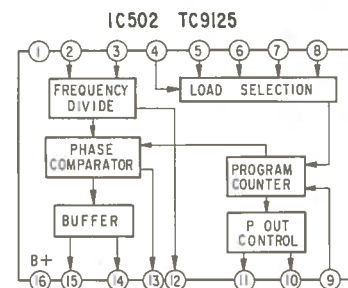 IC502 TC9125
1 2 3 4 5 6 7 8
FREQUENCY
DIVIDE
LOAD SELECTION
PHASE
COMPARATOR
PROGRAM
COUNTER
BUFFER
P OUT
CONTROL
B+
16 15 14 13 12 11 10 9